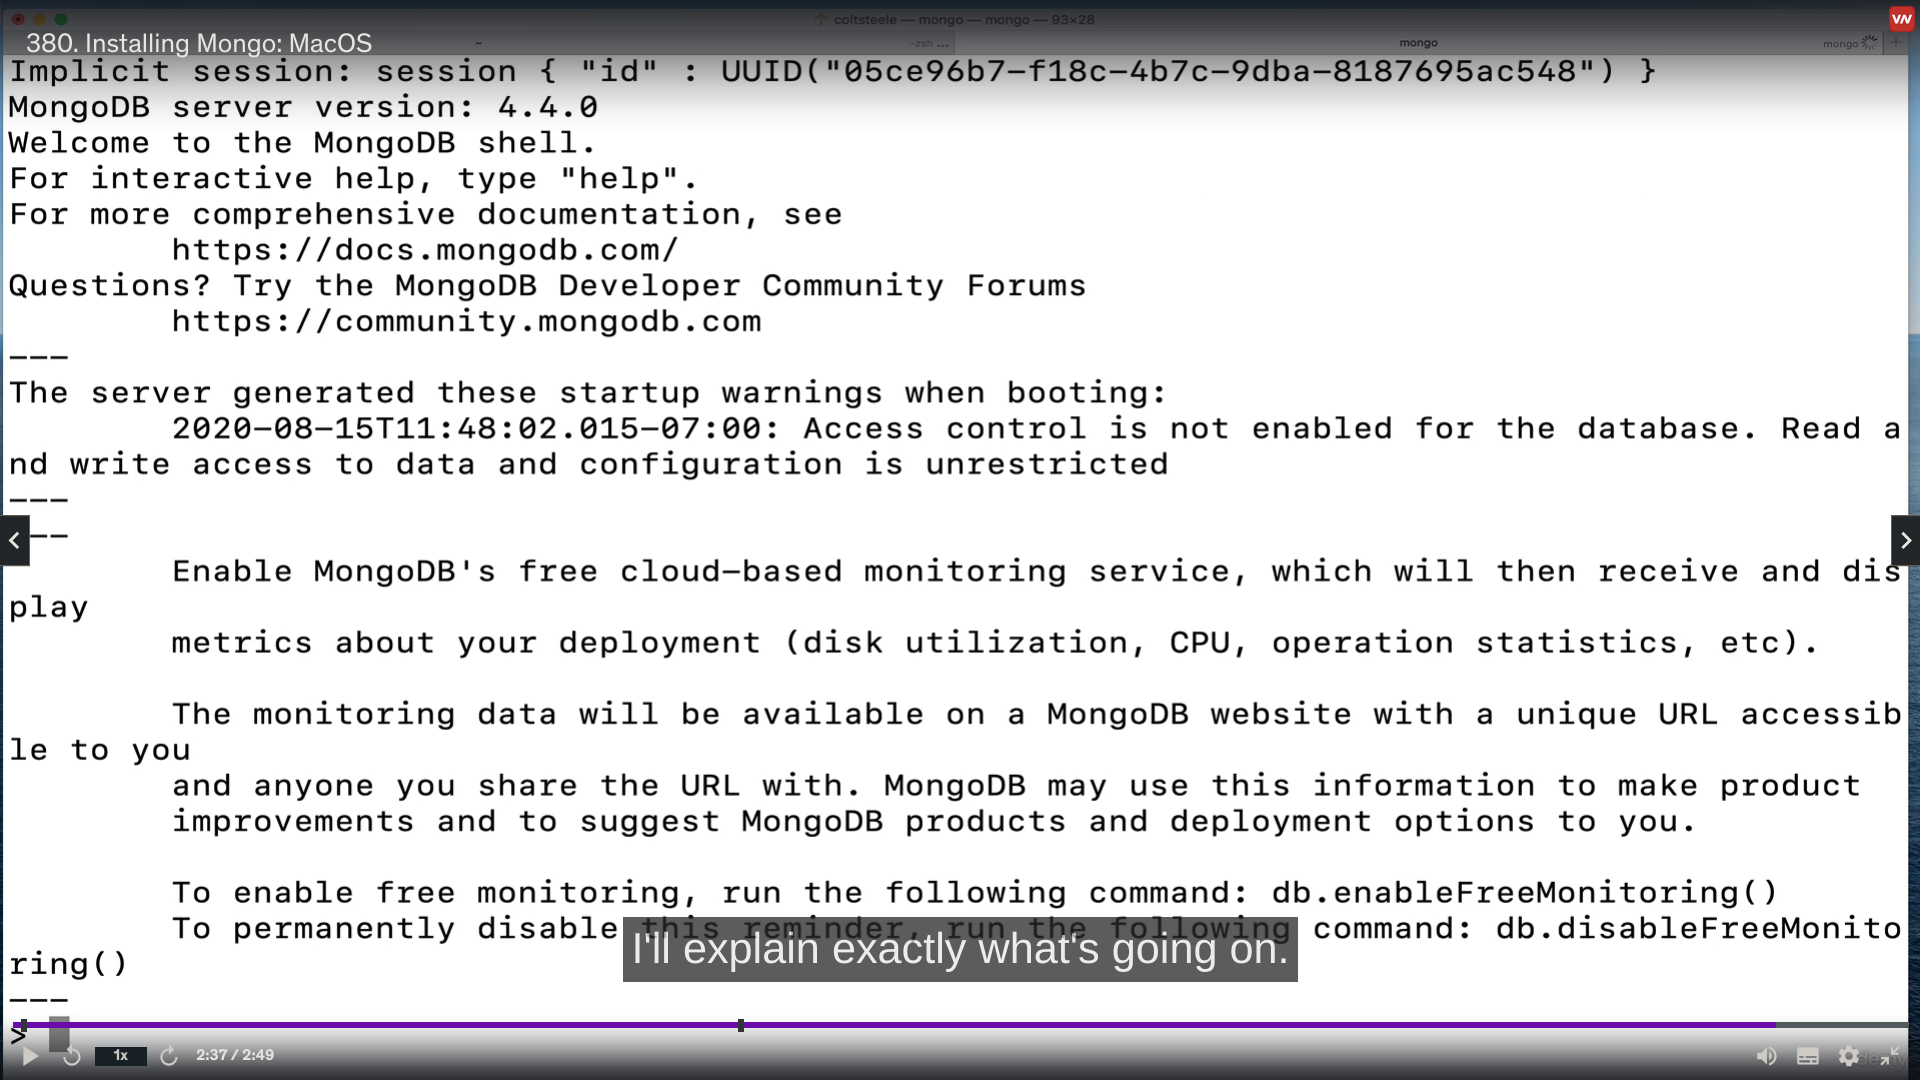 coltsteele — mongo — mongo — 93×28
380. Installing Mongo: MacOS
~
-zsh ...
mongo
mongo
Implicit session: session { "id" : UUID("05ce96b7-f18c-4b7c-9dba-8187695ac548") }
MongoDB server version: 4.4.0
Welcome to the MongoDB shell.
For interactive help, type "help".
For more comprehensive documentation, see
https://docs.mongodb.com/
Questions? Try the MongoDB Developer Community Forums
https://community.mongodb.com
---
The server generated these startup warnings when booting:
2020-08-15T11:48:02.015-07:00: Access control is not enabled for the database. Read a
nd write access to data and configuration is unrestricted
---
---
Enable MongoDB's free cloud-based monitoring service, which will then receive and dis
play
metrics about your deployment (disk utilization, CPU, operation statistics, etc).
The monitoring data will be available on a MongoDB website with a unique URL accessib
le to you
and anyone you share the URL with. MongoDB may use this information to make product
improvements and to suggest MongoDB products and deployment options to you.
To enable free monitoring, run the following command: db.enableFreeMonitoring()
To permanently disable this reminder, run the following command: db.disableFreeMonito
ring()
I'll explain exactly what's going on.
---
>
1x
2:37 / 2:49